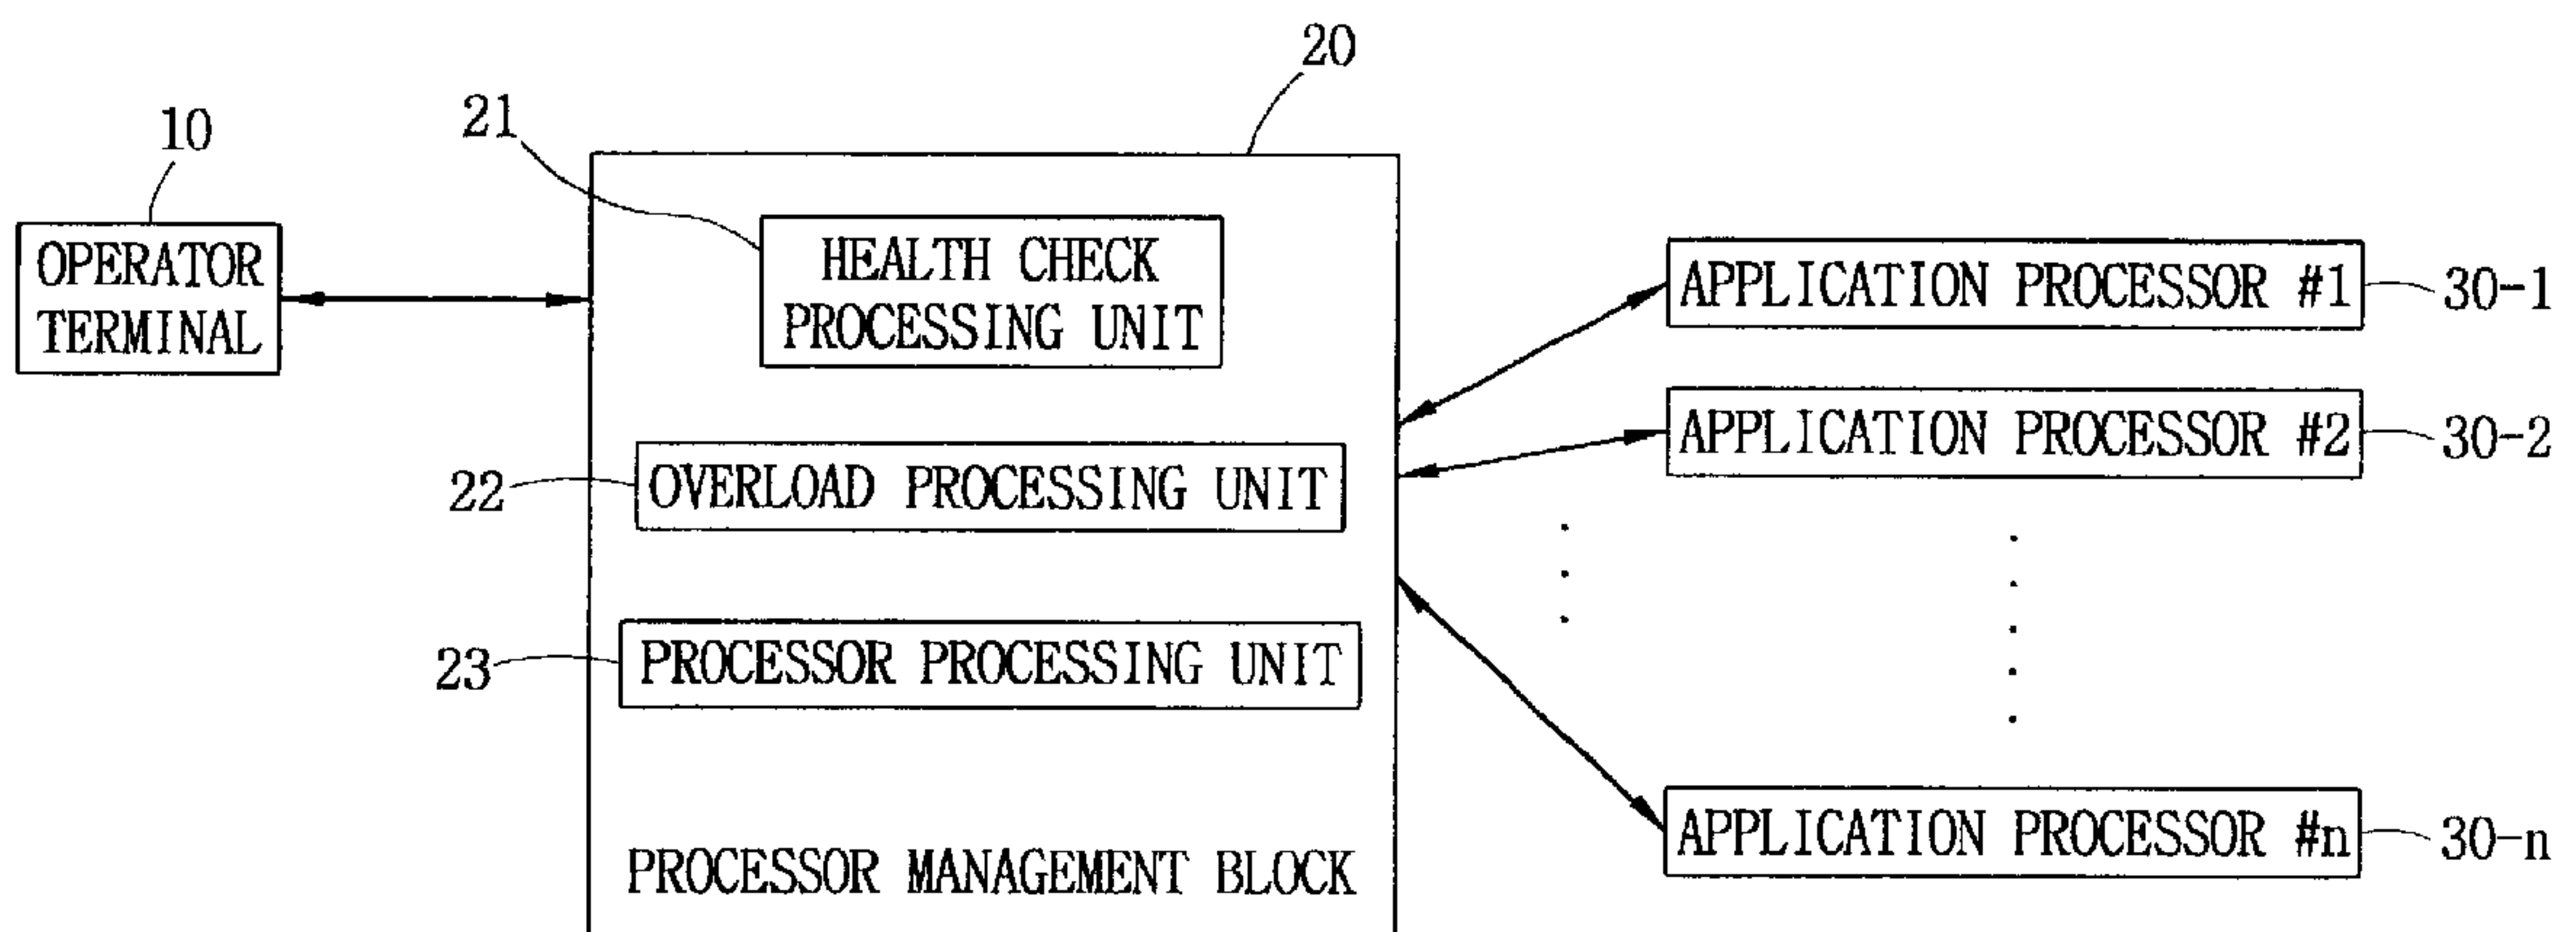 20
21
10
OPERATOR
TERMINAL
HEALTH CHECK
PROCESSING UNIT
APPLICATION PROCESSOR #1
30-1
APPLICATION PROCESSOR #2
30-2
22
OVERLOAD PROCESSING UNIT
23
PROCESSOR PROCESSING UNIT
APPLICATION PROCESSOR #n
30-n
PROCESSOR MANAGEMENT BLOCK